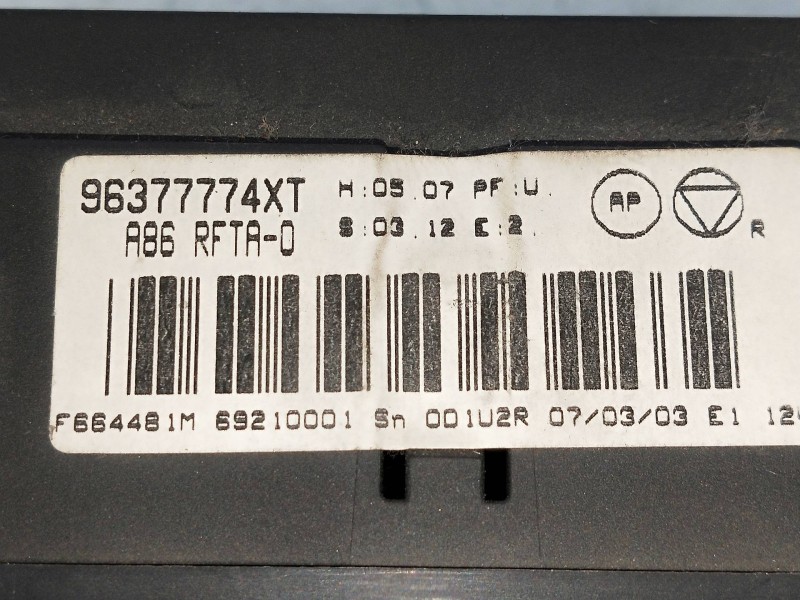 96377774XT
A86 RFTA-0
H:05.07 PF:U.
S:03.12 E:2.
AP
R
F664481M 69210001 Sn 001U2R 07/03/03 E1